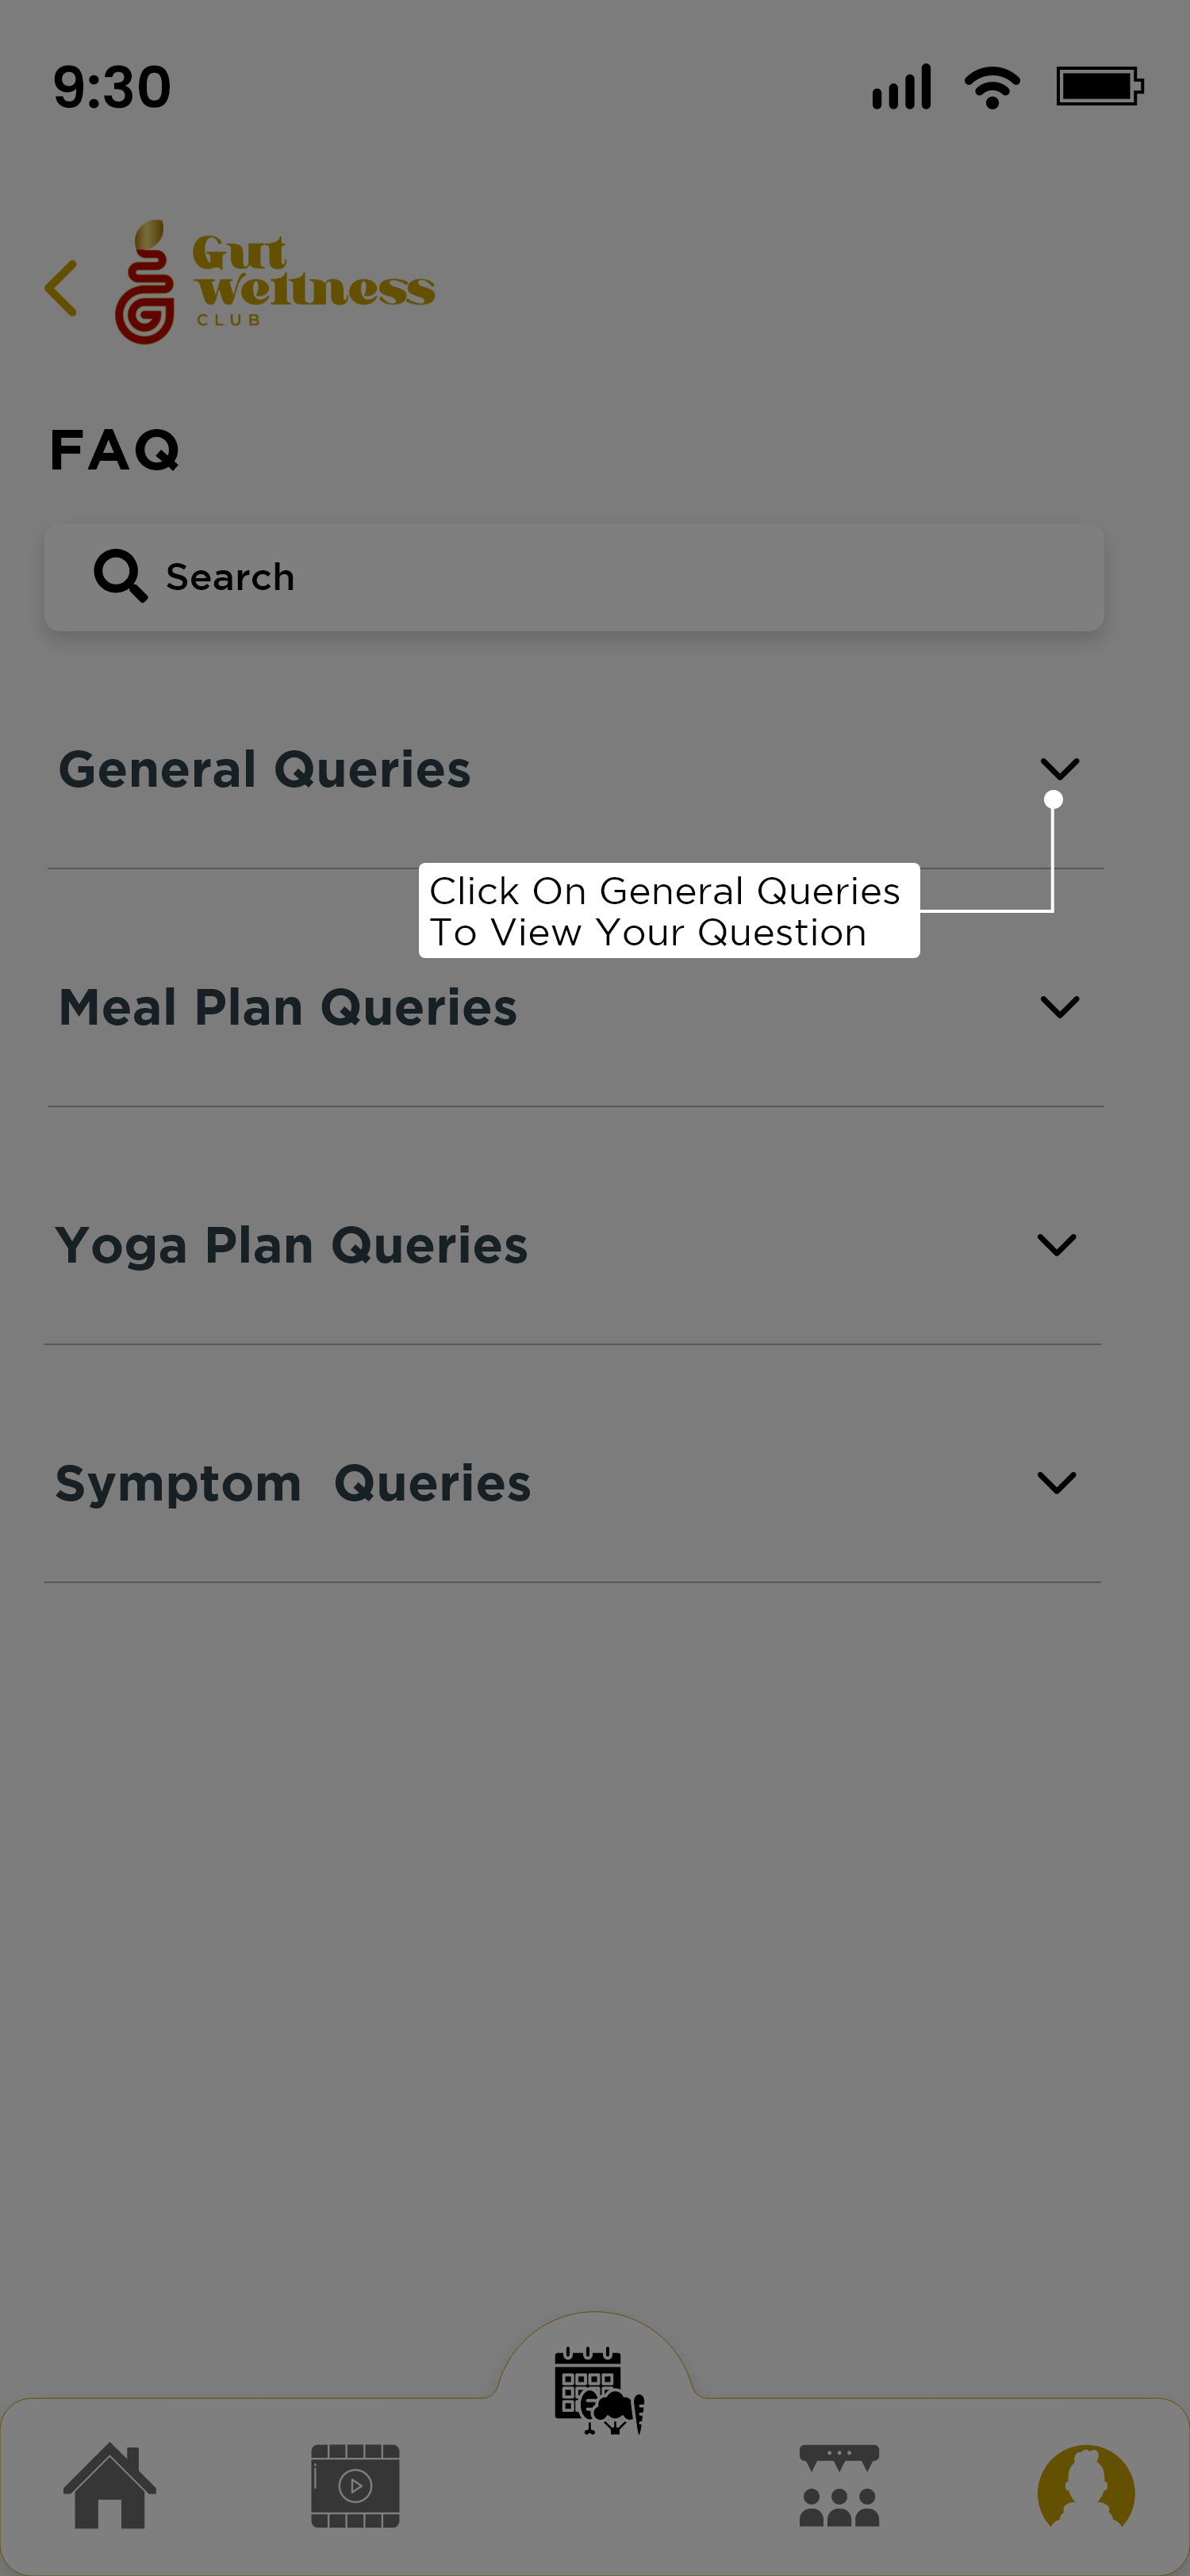 9:30
Gut
Wellness
CLUB
FAQ
Search
General Queries
Click On General Queries
To View Your Question
Meal Plan Queries
Yoga Plan Queries
Symptom  Queries